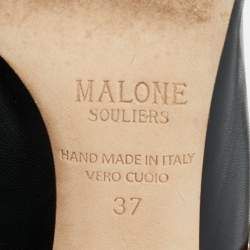 MALONE
SOULIERS
HAND MADE IN ITALY
VERO CUOIO
37